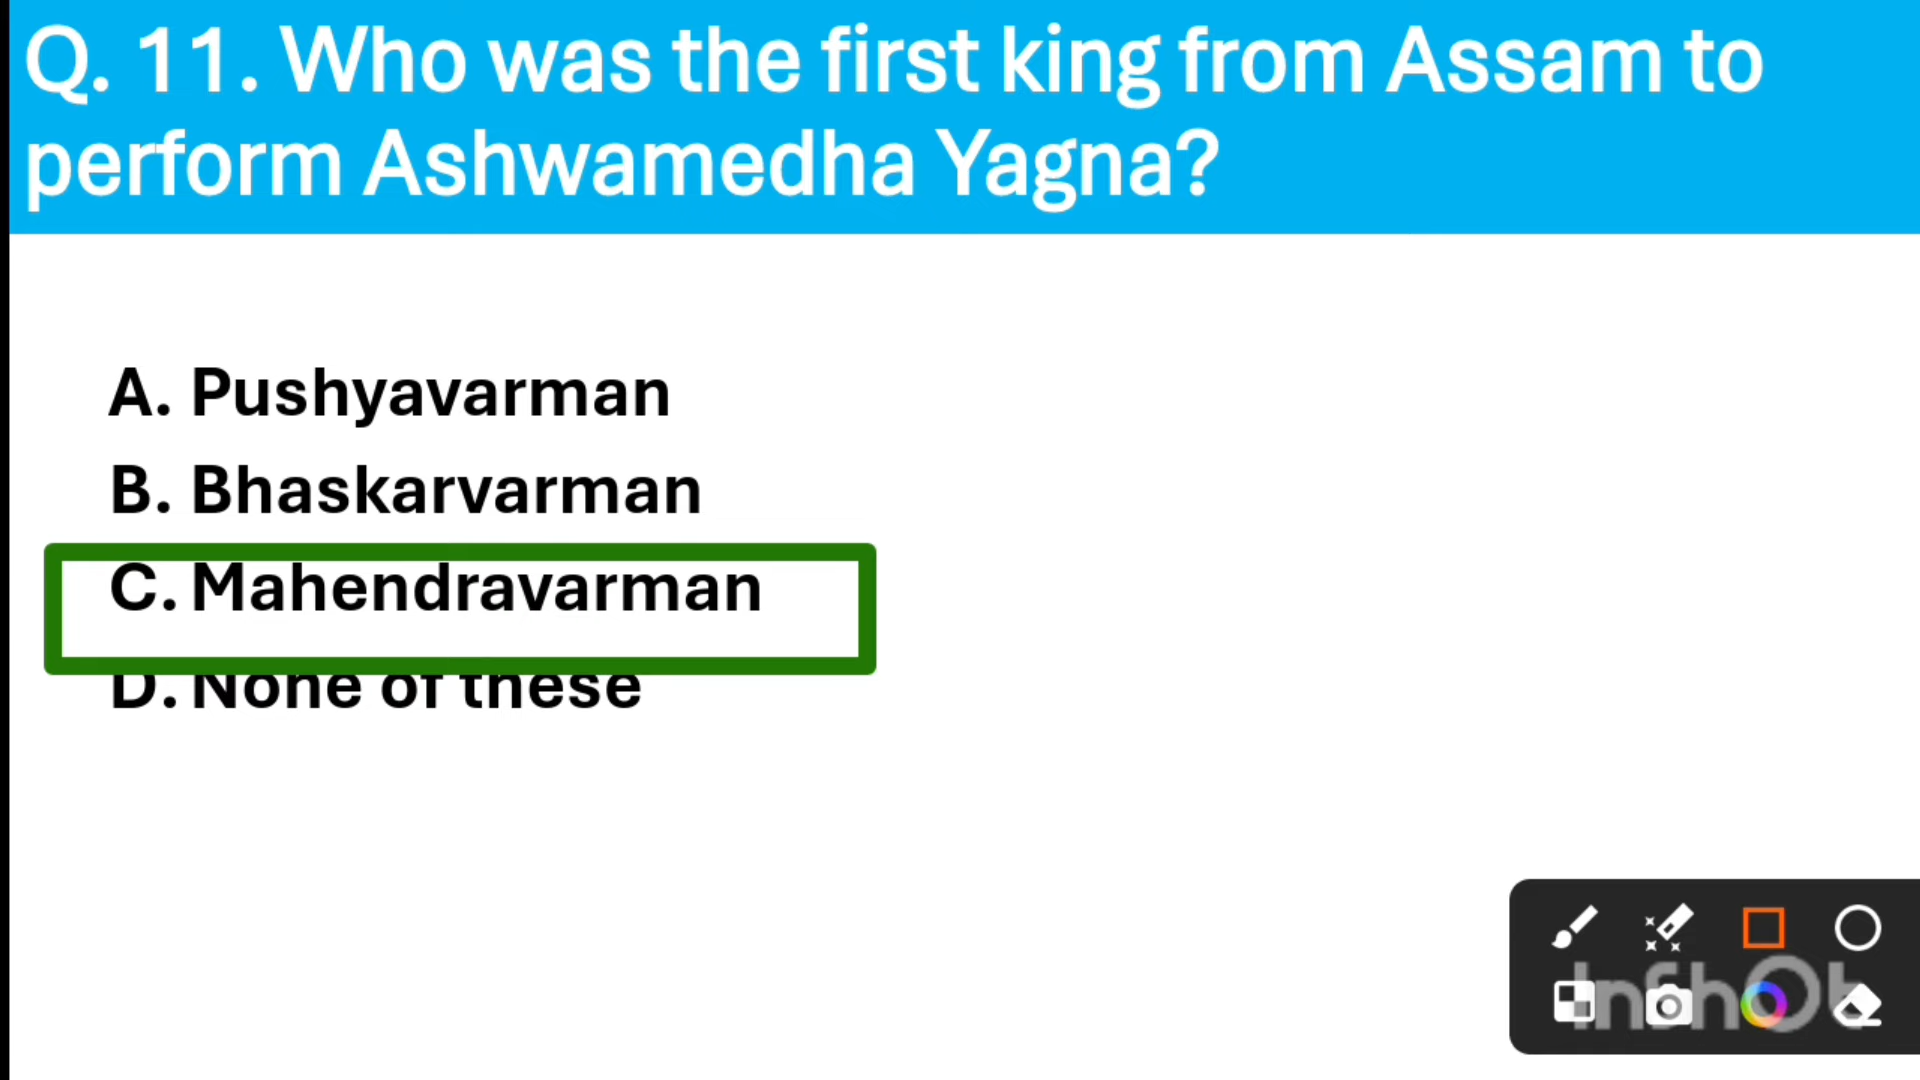 Q. 11. Who was the first king from Assam to
perform Ashwamedha Yagna?
A. Pushyavarman
B. Bhaskarvarman
C. Mahendravarman
D. None of these